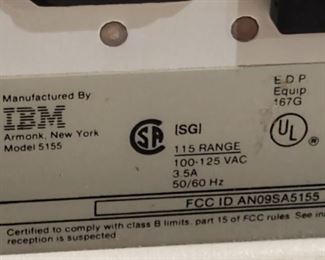 Manufactured By
IBM
Armonk, New York
Model 5155
SA
ISGI
115 RANGE
100-125 VAC
3.5A
50/60 Hz
E D P
Equip
167G
UL
FCC ID AN09SA5155
Certified to comply with class B limits, part 15 of FCC rules. See in
reception is suspected